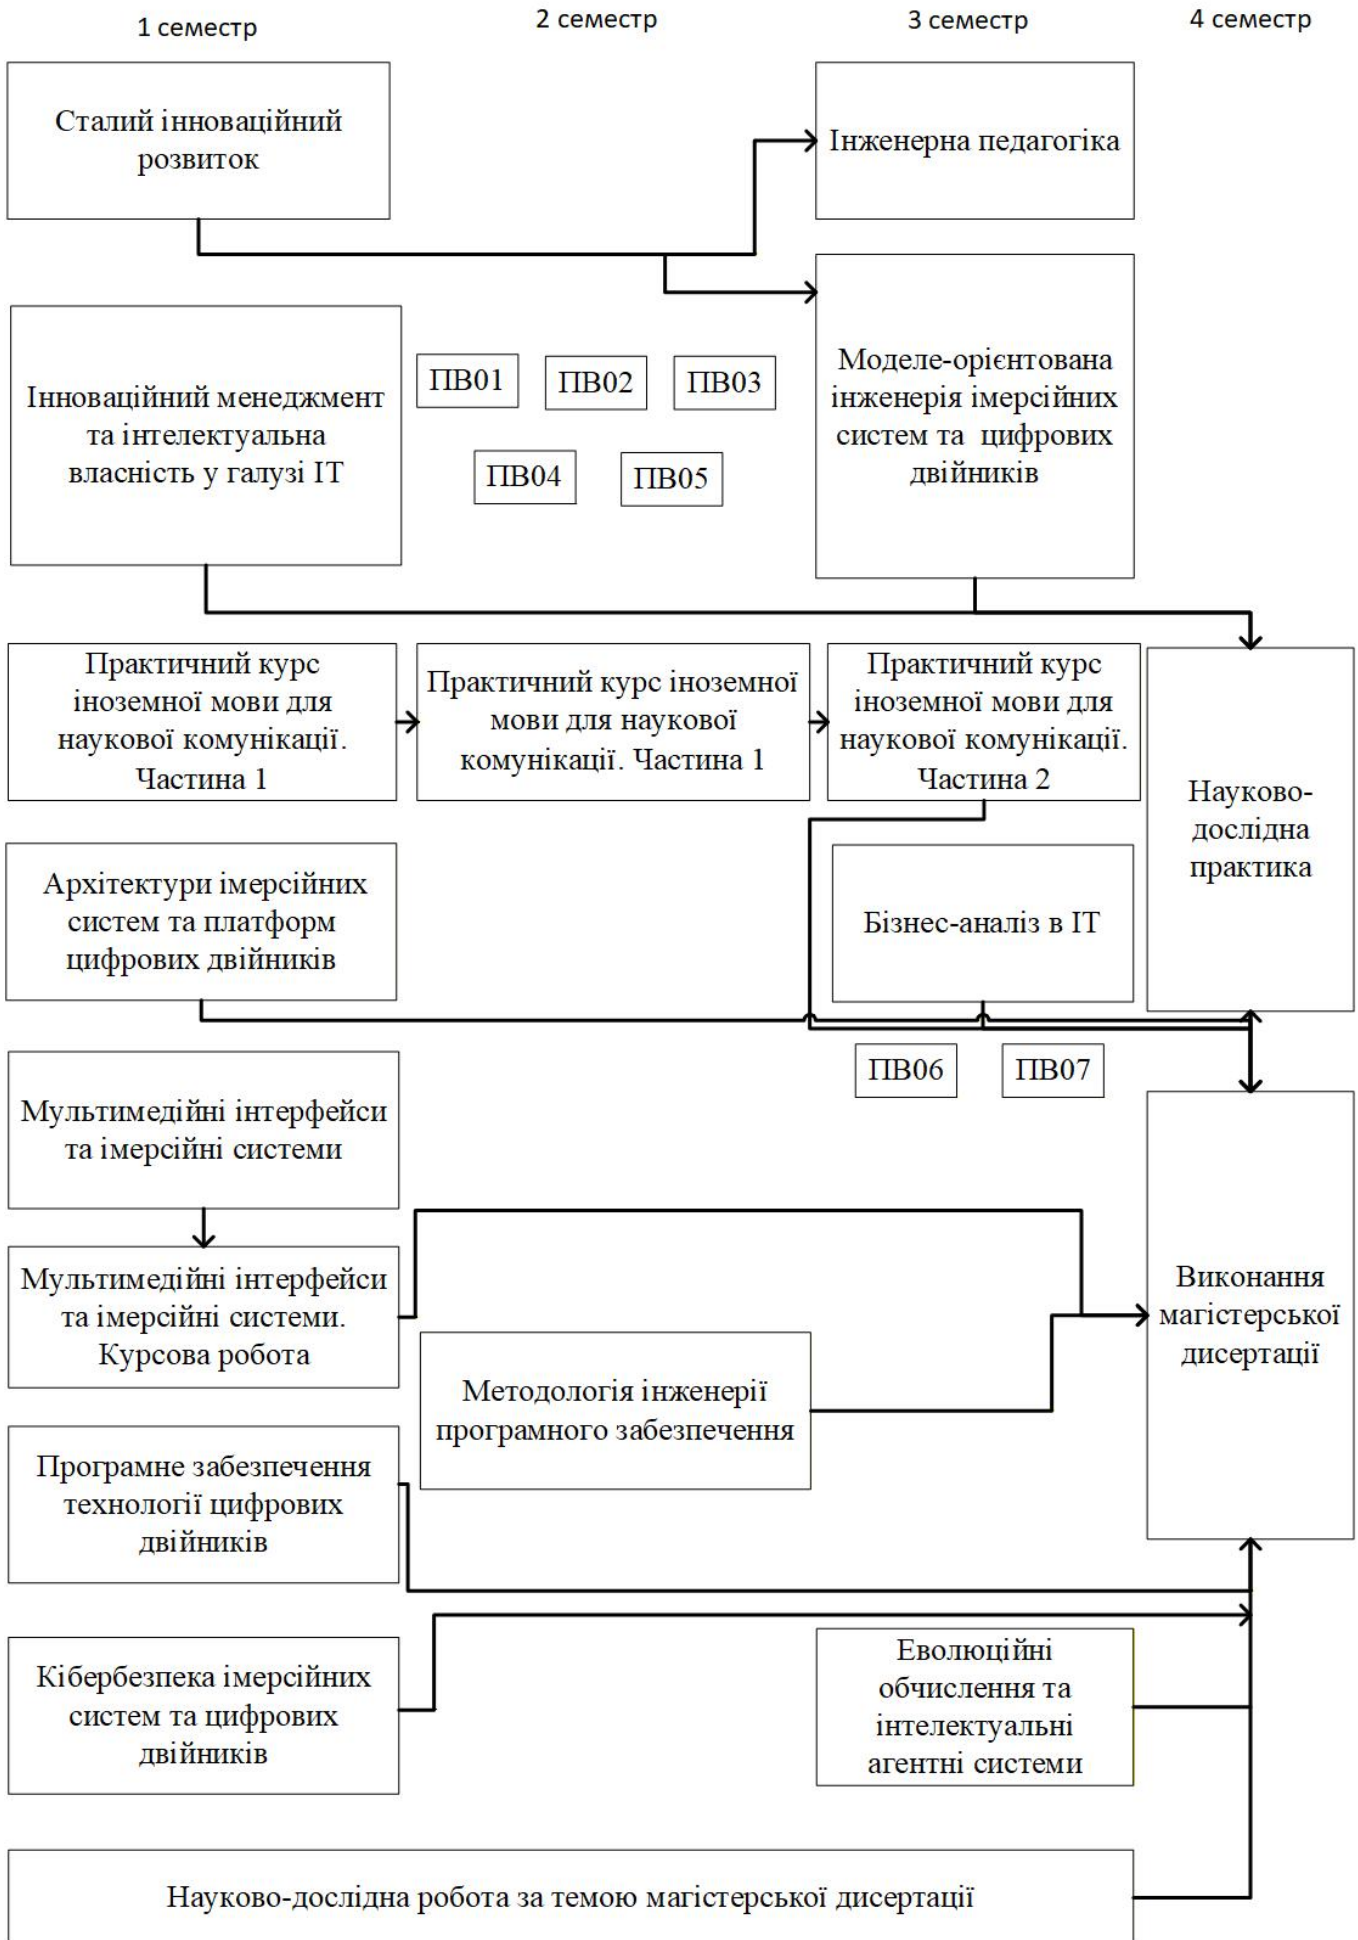 1 семестр
2 семестр
3 семестр
4 семестр
Сталий інноваційний
розвиток
Інженерна педагогіка
Інноваційний менеджмент
та інтелектуальна
власність у галузі ІТ
ПВ01
ПВ02
ПВ03
ПВ04
ПВ05
Моделе-орієнтована
інженерія імерсійних
систем та цифрових
двійників
Практичний курс
іноземної мови для
наукової комунікації.
Частина 1
Практичний курс іноземної
мови для наукової
комунікації. Частина 1
Практичний курс
іноземної мови для
наукової комунікації.
Частина 2
Науково-
дослідна
практика
Архітектури імерсійних
систем та платформ
цифрових двійників
Бізнес-аналіз в ІТ
ПВ06
ПВ07
Мультимедійні інтерфейси
та імерсійні системи
Мультимедійні інтерфейси
та імерсійні системи.
Курсова робота
Методологія інженерії
програмного забезпечення
Виконання
магістерської
дисертації
Програмне забезпечення
технології цифрових
двійників
Кібербезпека імерсійних
систем та цифрових
двійників
Еволюційні
обчислення та
інтелектуальні
агентні системи
Науково-дослідна робота за темою магістерської дисертації